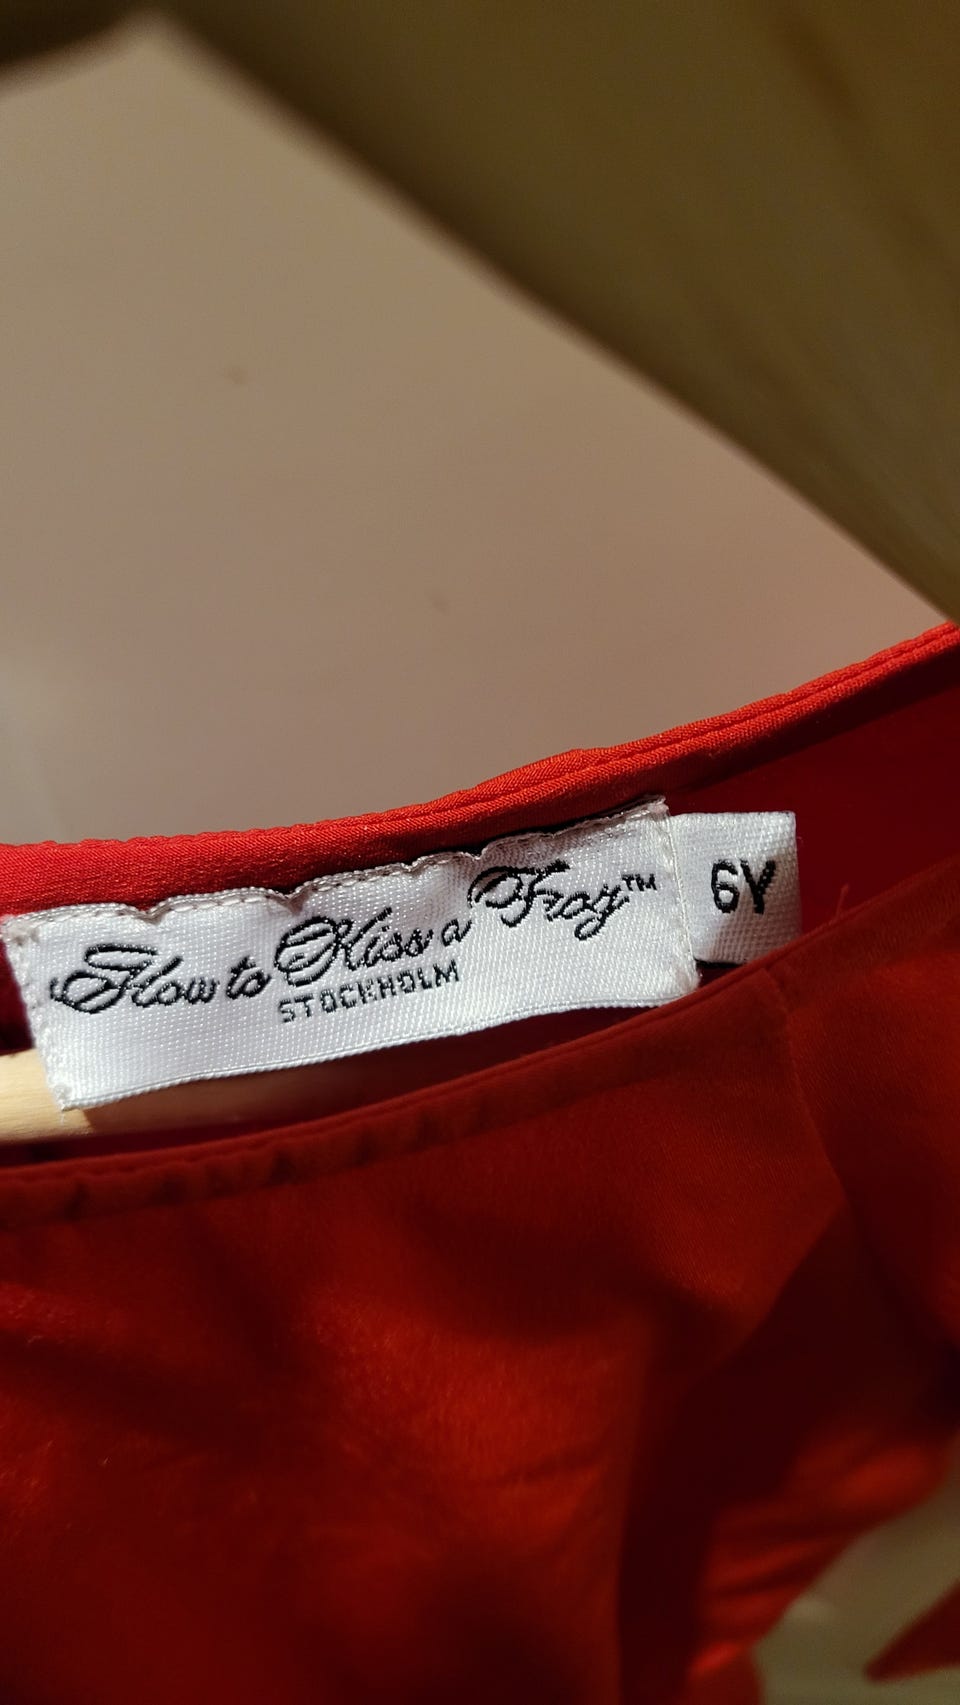 How to Kiss a Frog™
STOCKHOLM
6Y